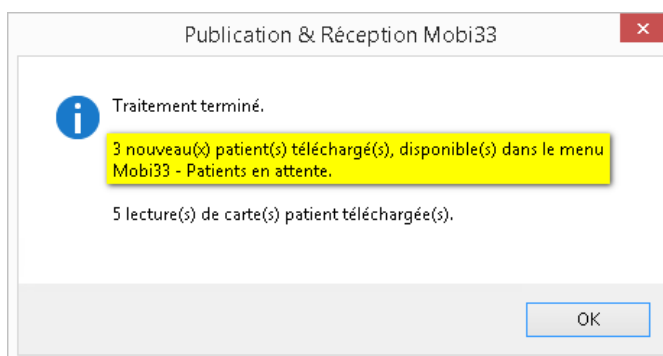 Publication & Réception Mobi33
Traitement terminé.
3 nouveau(x) patient(s) téléchargé(s), disponible(s) dans le menu
Mobi33 - Patients en attente.
5 lecture(s) de carte(s) patient téléchargée(s).
OK